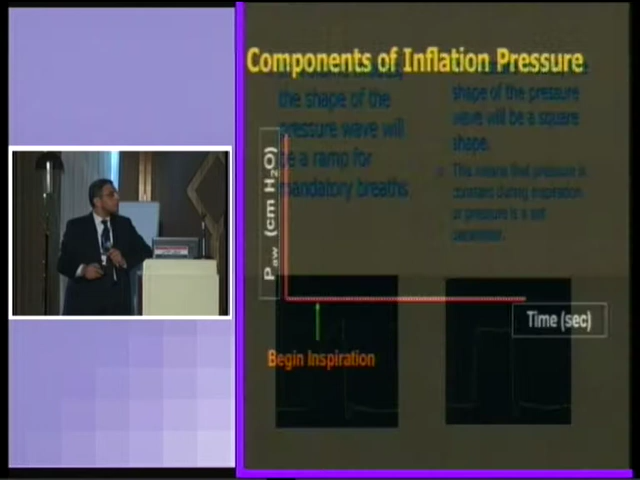 Components of Inflation Pressure
the shape of the
pressure wave will
be a ramp for
mandatory breaths
shape of the pressure
wave will be a square
shape.
This means that pressure is
constant during inspiration
or pressure is a set
parameter.
Paw (cm H2O)
Time (sec)
Begin Inspiration